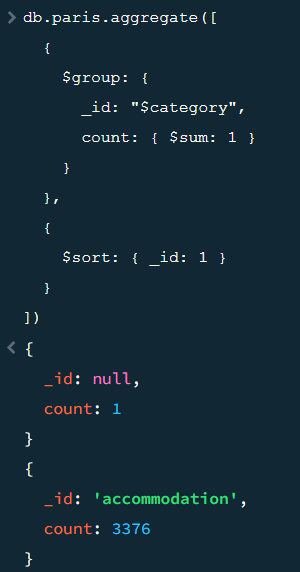 db.paris.aggregate([
{
$group: {
_id: "$category",
count: { $sum: 1 }
}
},
{
$sort: { _id: 1 }
}
])
{
_id: null,
count: 1
}
{
_id: 'accommodation',
count: 3376
}